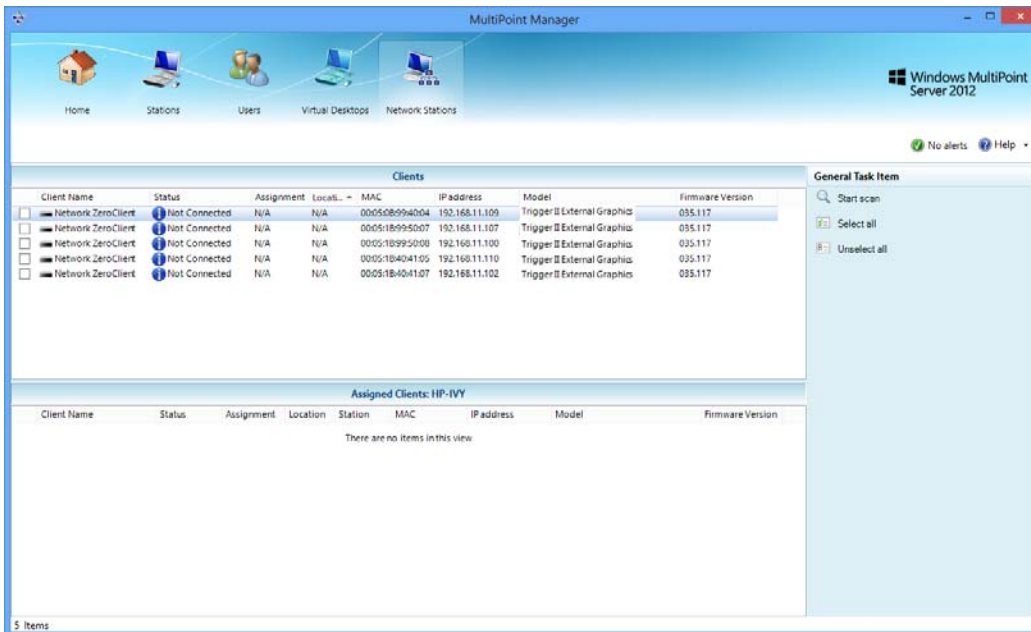 MultiPoint Manager
Home Stations Users Virtual Desktops Network Stations
Windows MultiPoint
Server 2012
No alerts Help
Clients
Client Name Status Assignment Locati... MAC IP address Model Firmware Version
Network ZeroClient Not Connected N/A N/A 00:05:0B:99:40:04 192.168.11.109 Trigger II External Graphics 035.117
Network ZeroClient Not Connected N/A N/A 00:05:1B:99:50:07 192.168.11.107 Trigger II External Graphics 035.117
Network ZeroClient Not Connected N/A N/A 00:05:1B:99:50:08 192.168.11.100 Trigger II External Graphics 035.117
Network ZeroClient Not Connected N/A N/A 00:05:1B:40:41:05 192.168.11.110 Trigger II External Graphics 035.117
Network ZeroClient Not Connected N/A N/A 00:05:1B:40:41:07 192.168.11.102 Trigger II External Graphics 035.117
General Task Item
Start scan
Select all
Unselect all
Assigned Clients: HP-IVY
Client Name Status Assignment Location Station MAC IP address Model Firmware Version
There are no items in this view
5 Items